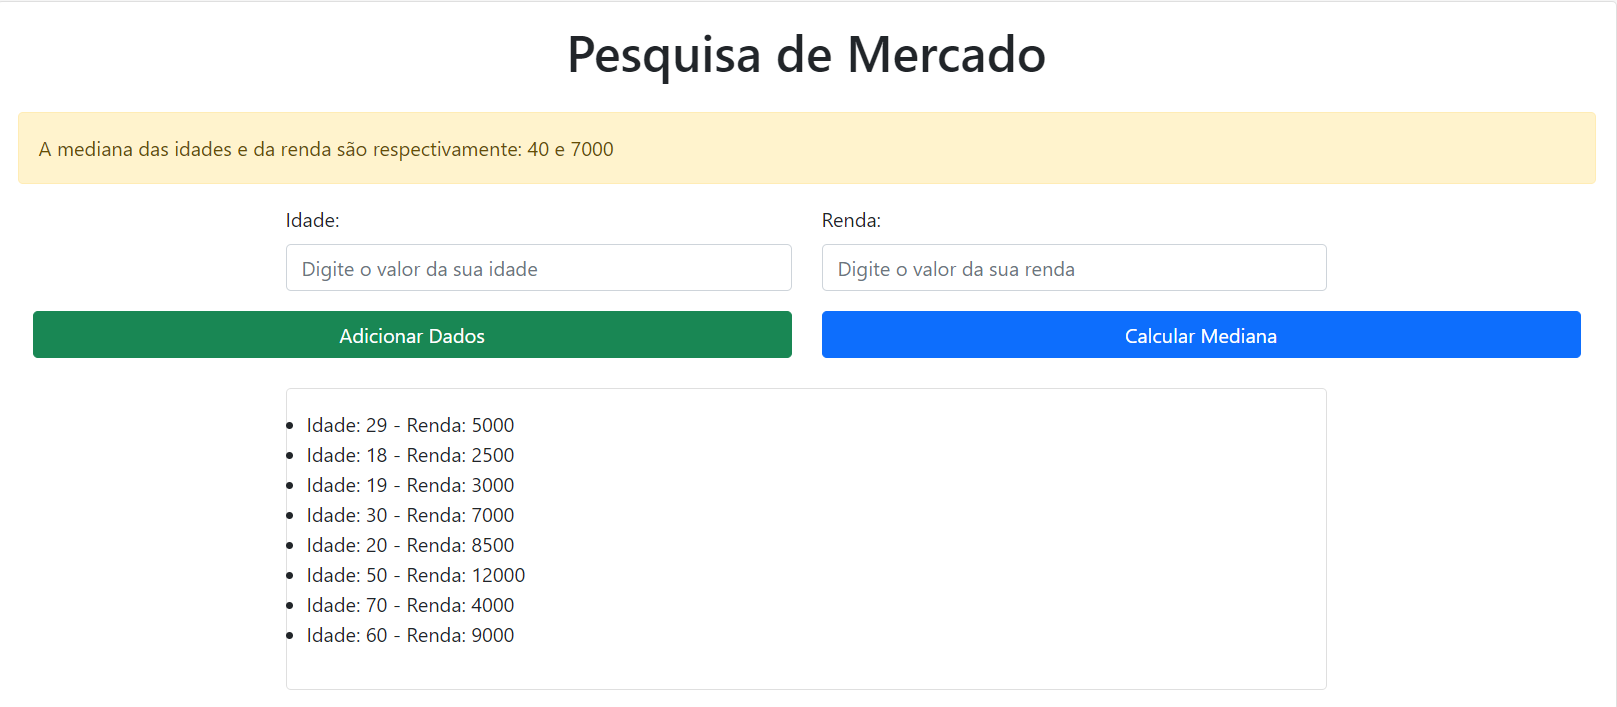 Pesquisa de Mercado
A mediana das idades e da renda são respectivamente: 40 e 7000
Idade:
Renda:
Digite o valor da sua idade
Digite o valor da sua renda
Adicionar Dados
Calcular Mediana
Idade: 29 - Renda: 5000
Idade: 18 - Renda: 2500
Idade: 19 - Renda: 3000
Idade: 30 - Renda: 7000
Idade: 20 - Renda: 8500
Idade: 50 - Renda: 12000
Idade: 70 - Renda: 4000
Idade: 60 - Renda: 9000